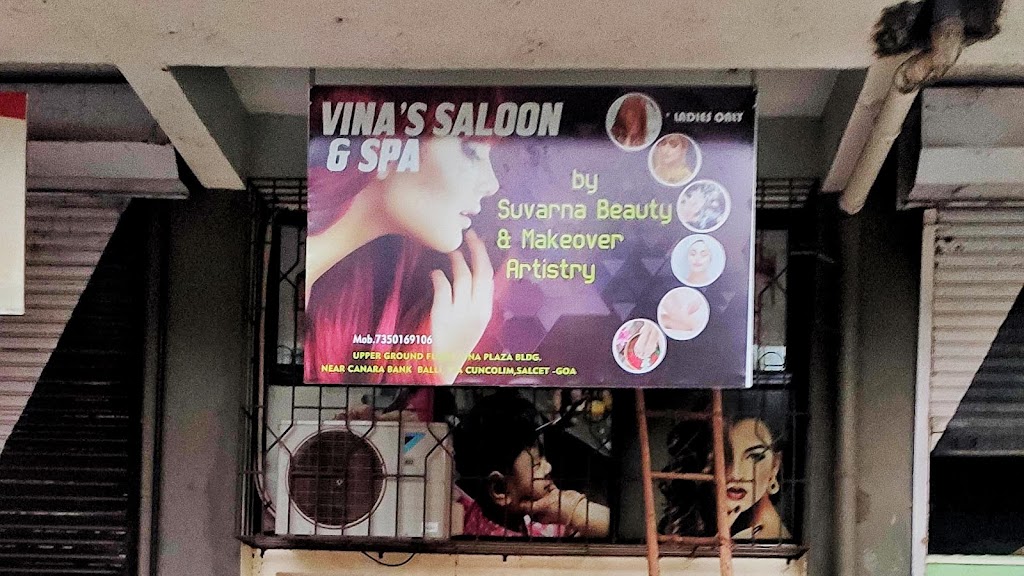 VINA'S SALOON
& SPA
* LADIES ONLY
by
Suvarna Beauty
& Makeover
Artistry
Mob.7350169106
UPPER GROUND PLAZA BLDG.
NEAR CANARA BANK CUNCOLIM,SALCET -GOA